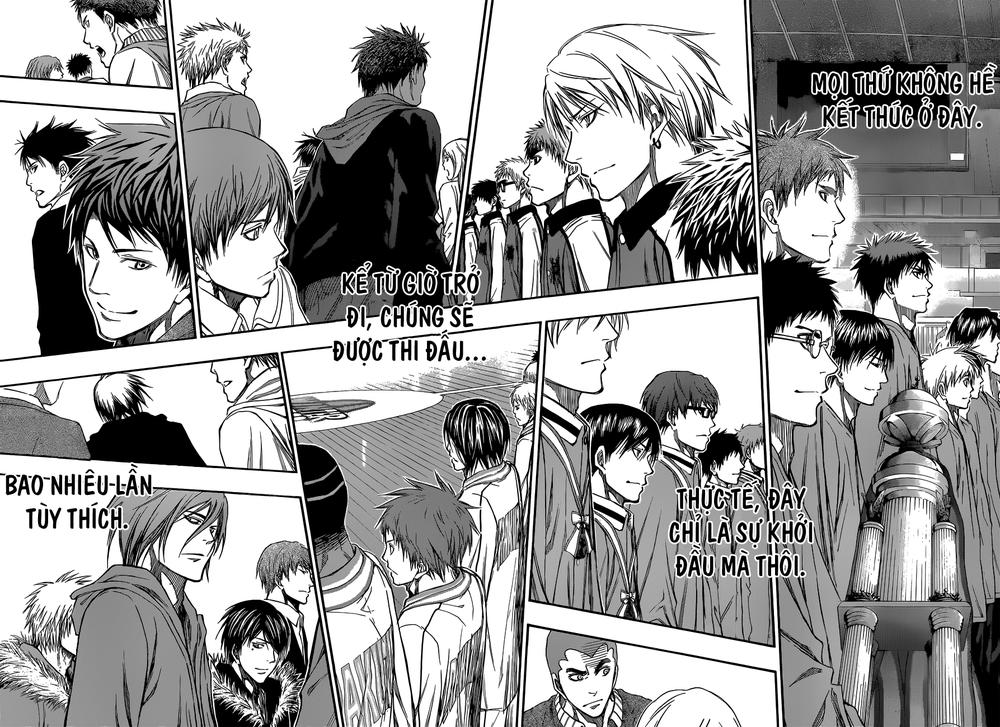 MỌI THỨ KHÔNG HỀ
KẾT THÚC Ở ĐÂY.
THỰC TẾ, ĐÂY
CHỈ LÀ SỰ KHỞI
ĐẦU MÀ THÔI.
KỂ TỪ GIỜ TRỞ
ĐI, CHÚNG SẼ
ĐƯỢC THI ĐẤU...
BAO NHIÊU LẦN
TÙY THÍCH.